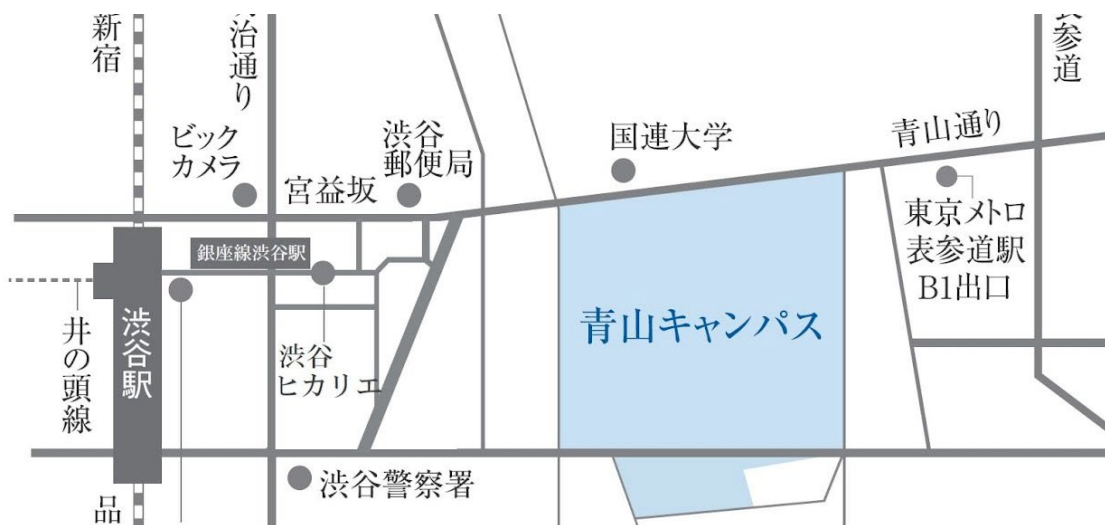 新宿
治通り
表参道
ビック
カメラ
宮益坂
渋谷
郵便局
国連大学
青山通り
東京メトロ
表参道駅
B1出口
銀座線渋谷駅
渋谷駅
井の頭線
渋谷
ヒカリエ
青山キャンパス
渋谷警察署
品